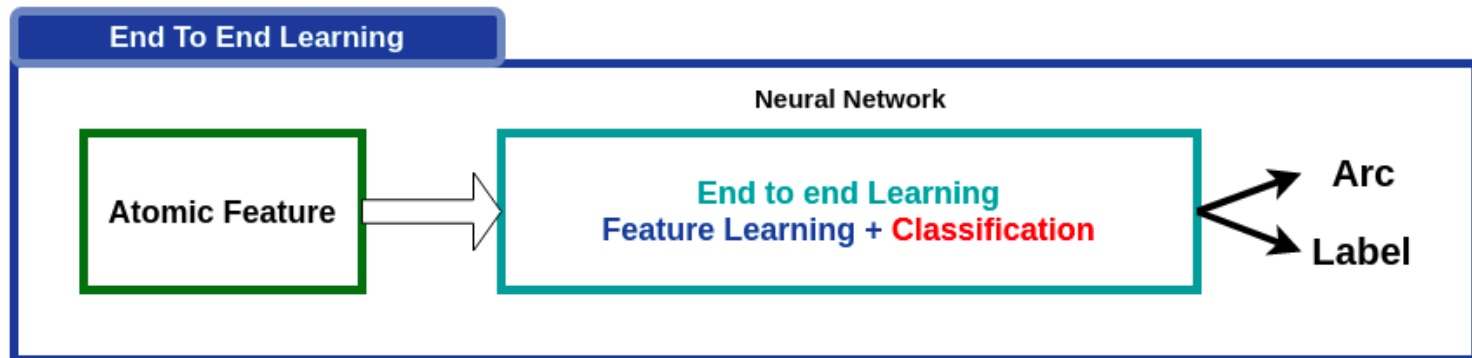 End To End Learning
Neural Network
Atomic Feature
End to end Learning
Feature Learning + Classification
Arc
Label